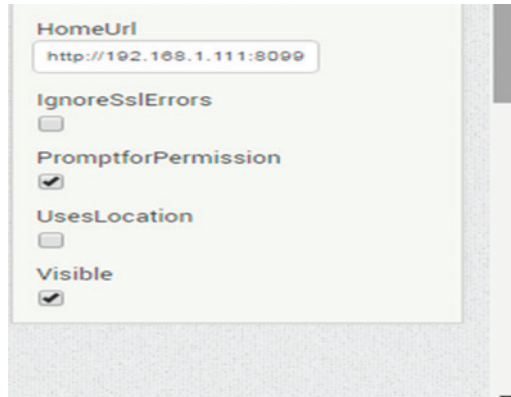 HomeUrl
http://192.168.1.111:8099
IgnoreSslErrors
PromptforPermission
UsesLocation
Visible